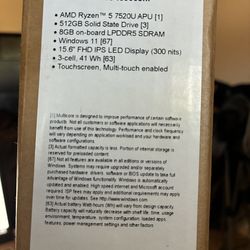 • AMD Ryzen™ 5 7520U APU [1]
• 512GB Solid State Drive [3]
• 8GB on-board LPDDR5 SDRAM
• Windows 11 [67]
• 15.6" FHD IPS LED Display (300 nits)
• 3-cell, 41 Wh [63]
• Touchscreen, Multi-touch enabled
[1] Multicore is designed to improve performance of certain software
products. Not all customers or software applications will necessarily
benefit from use of this technology. Performance and clock frequency
will vary depending on application workload and your hardware and
software configurations.
[3] Actual formatted capacity is less. Portion of internal storage is
reserved for preloaded content.
[67] Not all features are available in all editions or versions of
Windows. Systems may require upgraded and/or separately
purchased hardware, drivers, software or BIOS update to take full
advantage of Windows functionality. Windows is automatically
updated and enabled. High speed internet and Microsoft account
required. ISP fees may apply and additional requirements may apply
over time for updates. See http://www.windows.com.
[63] Actual battery Watt-hours (Wh) will vary from design capacity.
Battery capacity will naturally decrease with shelf life, time, usage,
environment, temperature, system configuration, loaded apps,
features, power management settings and other factors.